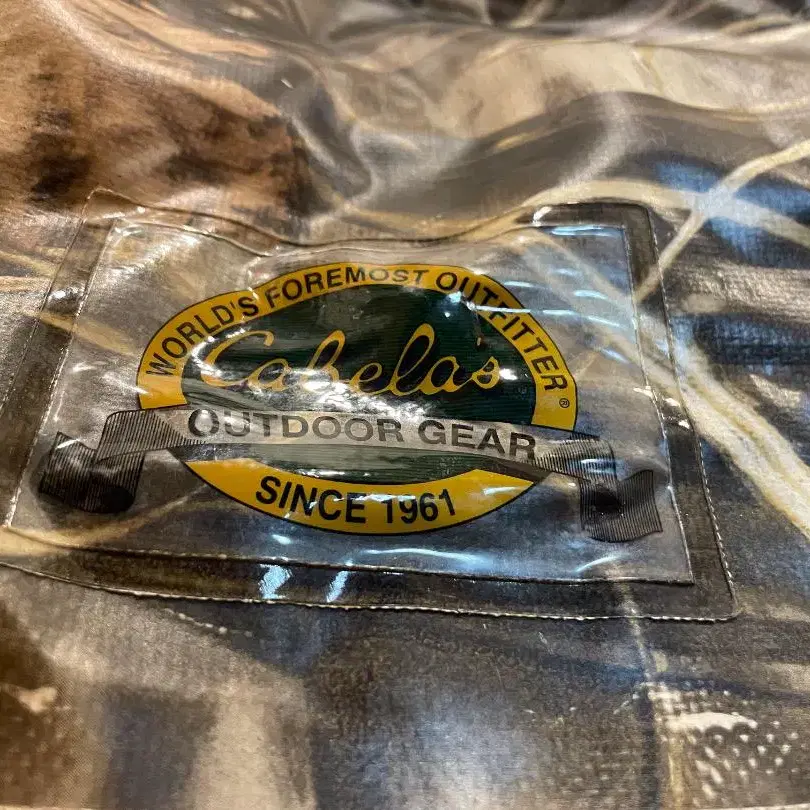 WORLD'S FOREMOST OUTFITTER®
Cabela's
OUTDOOR GEAR
SINCE 1961